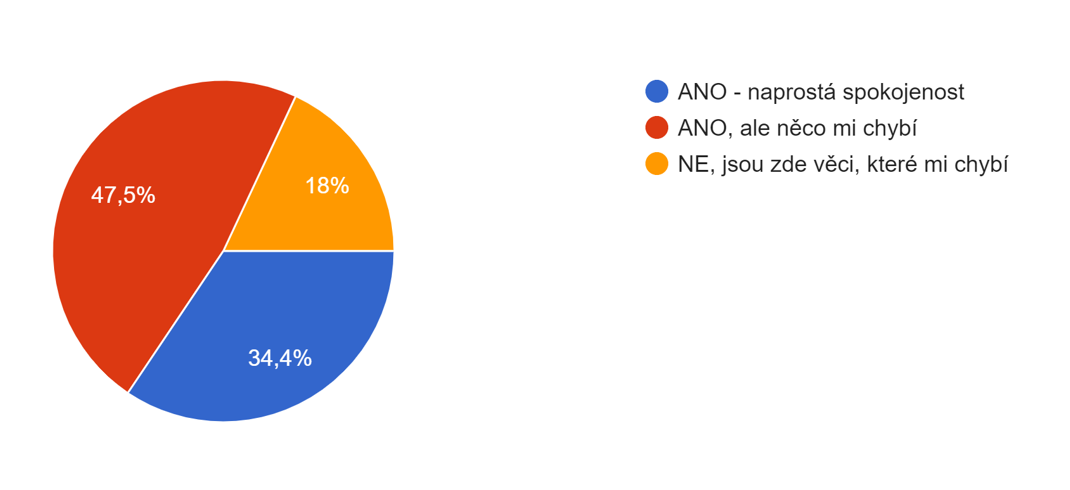 ANO - naprostá spokojenost
ANO, ale něco mi chybí
NE, jsou zde věci, které mi chybí
47,5%
18%
34,4%